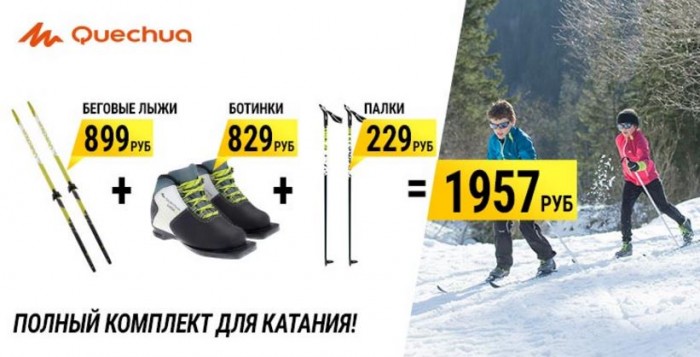 Quechua
БЕГОВЫЕ ЛЫЖИ
899 РУБ
+
БОТИНКИ
829 РУБ
+
ПАЛКИ
229 РУБ
=
1957 РУБ
ПОЛНЫЙ КОМПЛЕКТ ДЛЯ КАТАНИЯ!